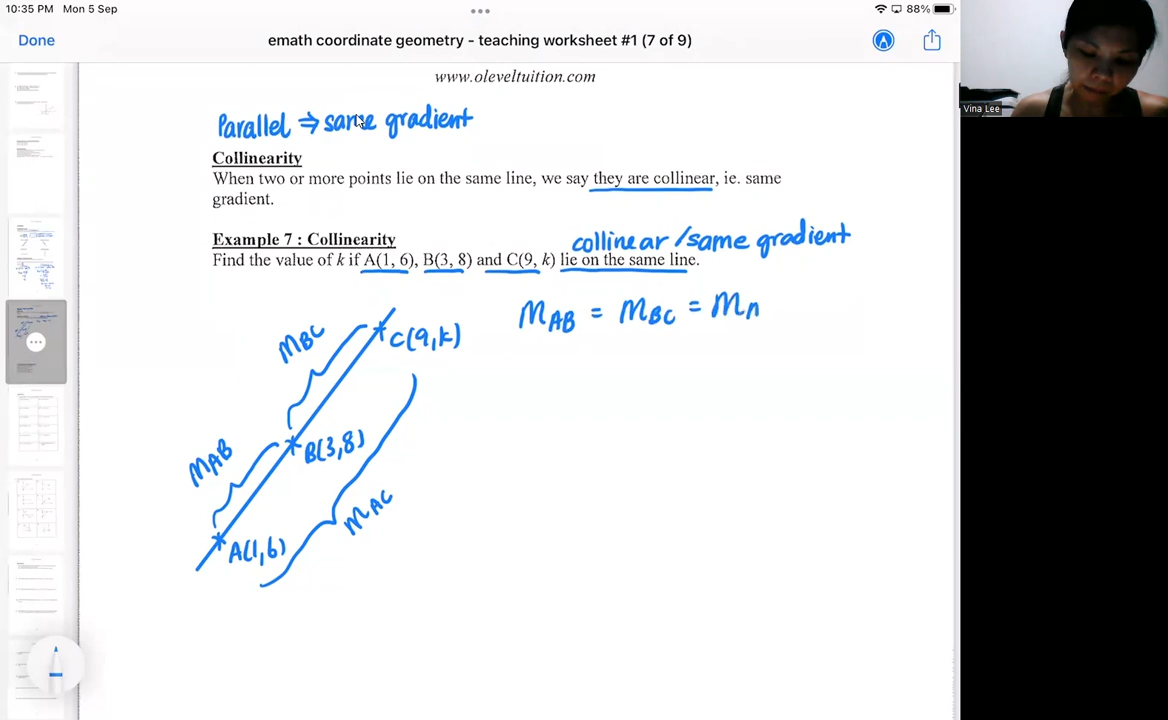 10:35 PM Mon 5 Sep
88%
Done
emath coordinate geometry - teaching worksheet #1 (7 of 9)
Vina Lee
www.oleveltuition.com
Parallel ⇒ same gradient
Collinearity
When two or more points lie on the same line, we say they are collinear, ie. same
gradient.
Example 7 : Collinearity
collinear/same gradient
Find the value of k if A(1, 6), B(3, 8) and C(9, k) lie on the same line.
mAB = mBC = mA
mBC
C(9,k)
mAB
B(3,8)
mAC
A(1,6)